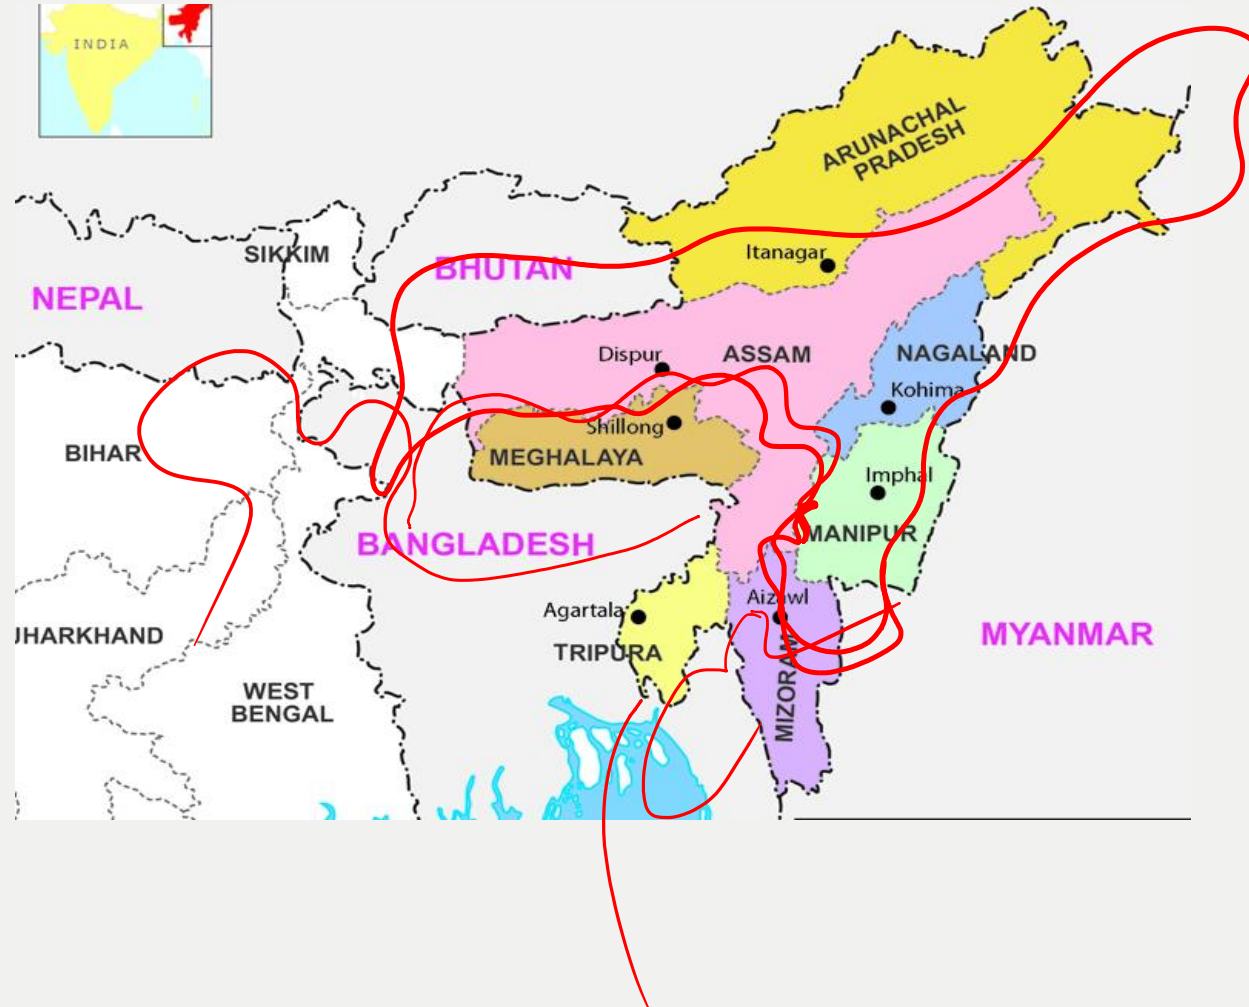 INDIA
ARUNACHAL
PRADESH
SIKKIM
Itanagar
BHUTAN
NEPAL
Dispur
ASSAM
NAGALAND
Kohima
Shillong
BIHAR
MEGHALAYA
Imphal
BANGLADESH
MANIPUR
Aizawl
Agartala
JHARKHAND
TRIPURA
MYANMAR
MIZORAM
WEST
BENGAL